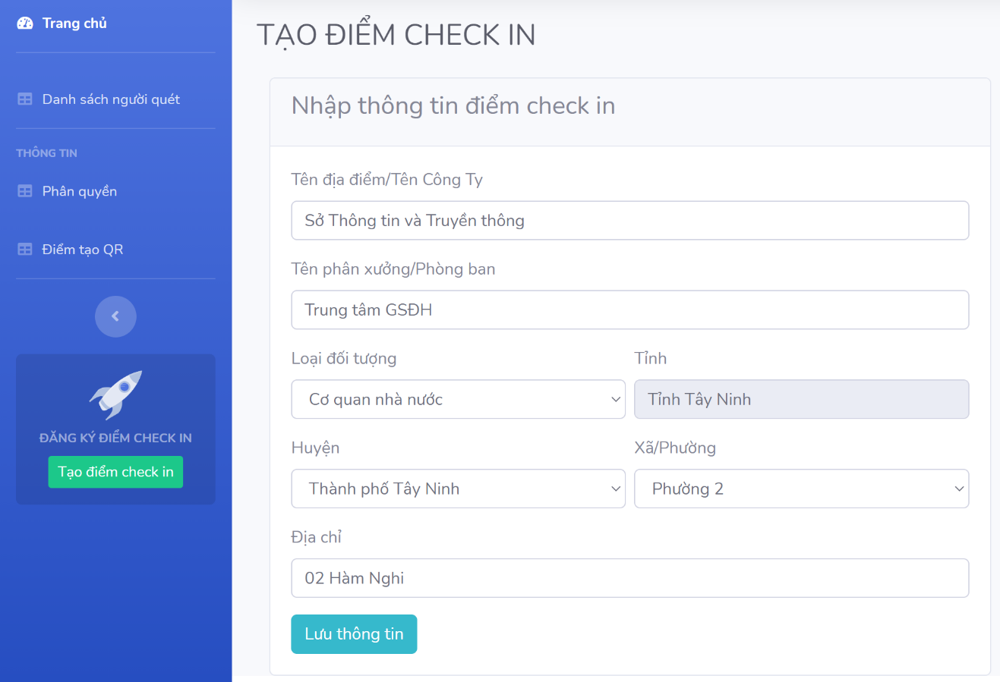 Trang chủ
Danh sách người quét
THÔNG TIN
Phân quyền
Điểm tạo QR
ĐĂNG KÝ ĐIỂM CHECK IN
Tạo điểm check in
TẠO ĐIỂM CHECK IN
Nhập thông tin điểm check in
Tên địa điểm/Tên Công Ty
Sở Thông tin và Truyền thông
Tên phân xưởng/Phòng ban
Trung tâm GSĐH
Loại đối tượng
Cơ quan nhà nước
Tỉnh
Tỉnh Tây Ninh
Huyện
Thành phố Tây Ninh
Xã/Phường
Phường 2
Địa chỉ
02 Hàm Nghi
Lưu thông tin